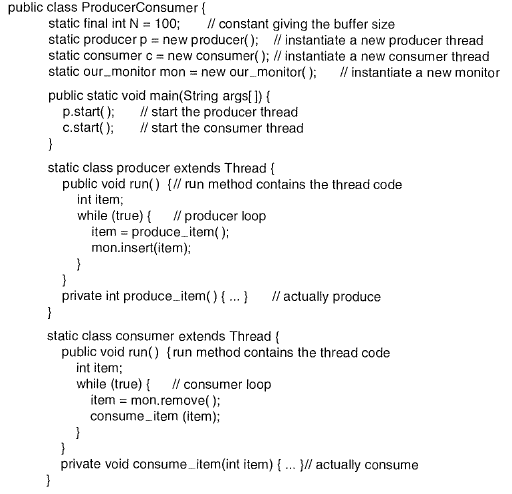 public class ProducerConsumer {
static final int N = 100; // constant giving the buffer size
static producer p = new producer( ); // instantiate a new producer thread
static consumer c = new consumer( ); // instantiate a new consumer thread
static our_monitor mon = new our_monitor( ); // instantiate a new monitor
public static void main(String args[ ]) {
p.start( ); // start the producer thread
c.start( ); // start the consumer thread
}
static class producer extends Thread {
public void run( ) {// run method contains the thread code
int item;
while (true) { // producer loop
item = produce_item( );
mon.insert(item);
}
}
private int produce_item( ) { ... } // actually produce
}
static class consumer extends Thread {
public void run( ) {run method contains the thread code
int item;
while (true) { // consumer loop
item = mon.remove( );
consume_item (item);
}
}
private void consume_item(int item) { ... }// actually consume
}